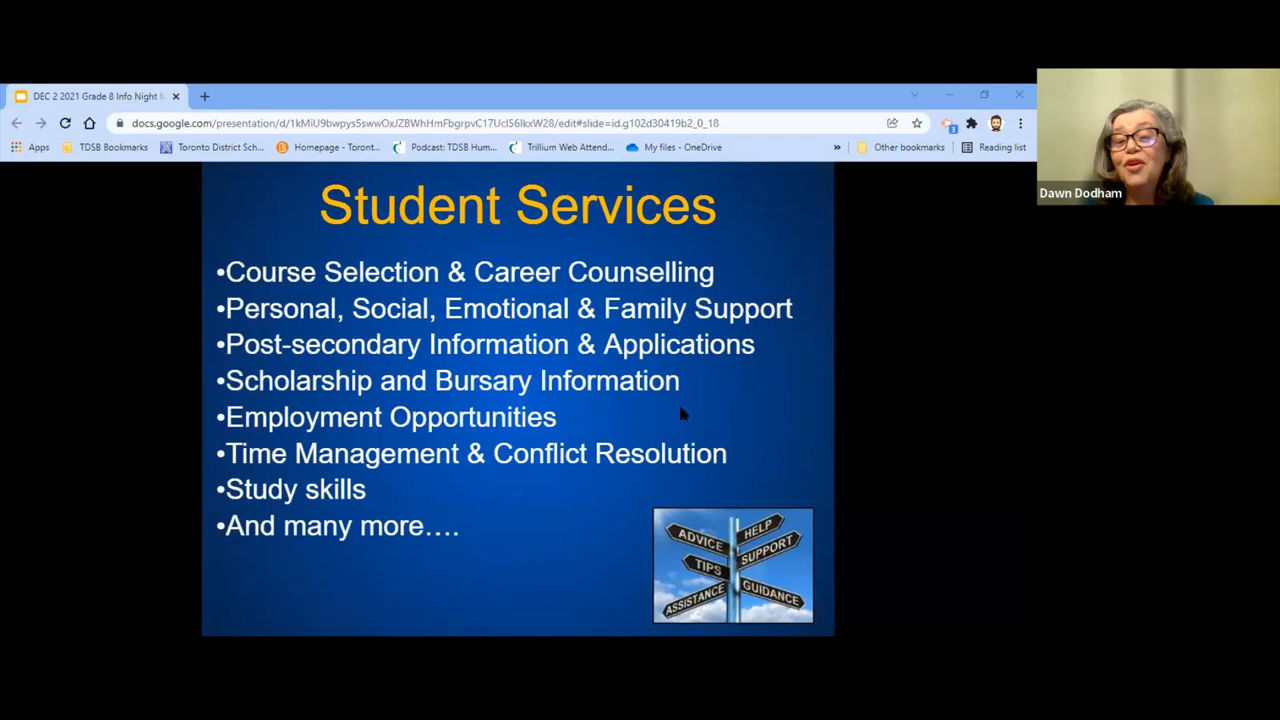 DEC 2 2021 Grade 8 Info Night
docs.google.com/presentation/d/1kMiU9bwpys5swwOxJZBWhHmFbgrpvC17UcI56IkxW28/edit#slide=id.g102d30419b2_0_18
3
Apps TDSB Bookmarks Toronto District Sch... Homepage - Toront... Postcast: TDSB Hum... Trillium Web Attend... My files - OneDrive » Other bookmarks Reading list
Dawn Dodham
Student Services
•Course Selection & Career Counselling
•Personal, Social, Emotional & Family Support
•Post-secondary Information & Applications
•Scholarship and Bursary Information
•Employment Opportunities
•Time Management & Conflict Resolution
•Study skills
•And many more….
HELP
ADVICE
SUPPORT
TIPS
ASSISTANCE
GUIDANCE